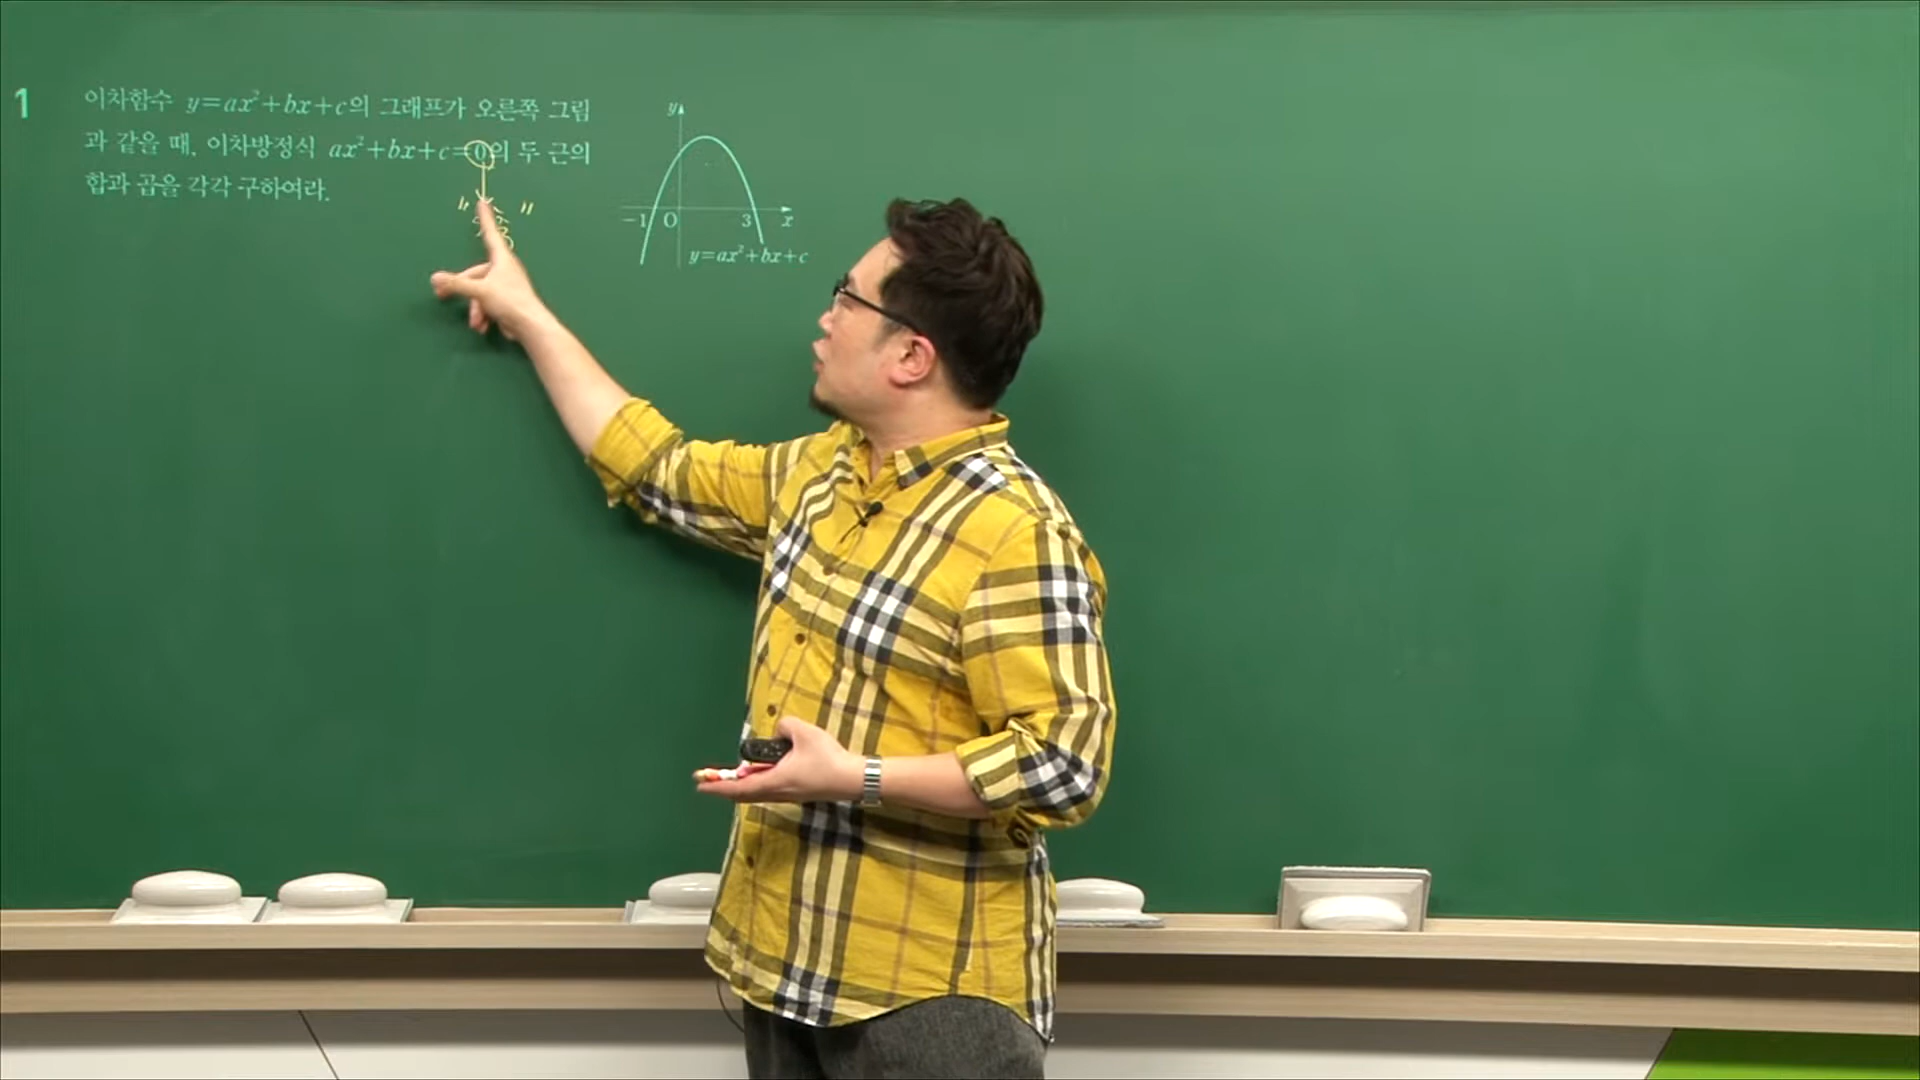 1
이차함수 y=ax²+bx+c의 그래프가 오른쪽 그림
과 같을 때, 이차방정식 ax²+bx+c=0의 두 근의
합과 곱을 각각 구하여라.
y
-1 O 3 x
y=ax²+bx+c